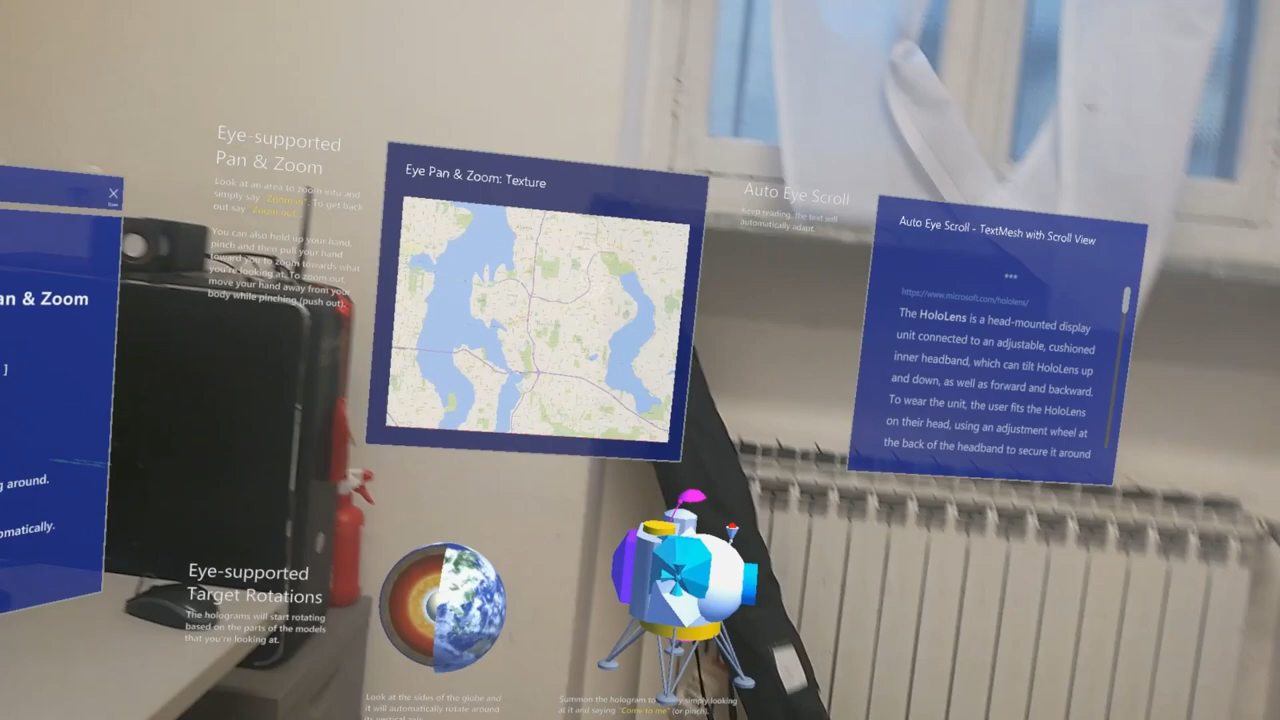 an & Zoom
]
g around.
omatically.
Eye-supported
Pan & Zoom
Look at an area to zoom into and
simply say "Zoom in". To get back
out say "Zoom out".
You can also hold up your hand
pinch and then pull your hand
toward you to zoom towards what
you're looking at. To zoom out,
move your hand away from your
body while pinching (push out).
Eye Pan & Zoom: Texture
Auto Eye Scroll
Keep reading, the text will
automatically adapt.
Auto Eye Scroll - TextMesh with Scroll View
...
https://www.microsoft.com/hololens/
The HoloLens is a head-mounted display
unit connected to an adjustable, cushioned
inner headband, which can tilt HoloLens up
and down, as well as forward and backward.
To wear the unit, the user fits the HoloLens
on their head, using an adjustment wheel at
the back of the headband to secure it around
Eye-supported
Target Rotations
The holograms will start rotating
based on the parts of the models
that you're looking at.
Look at the sides of the globe and
it will automatically rotate around
its vertical axis.
Summon the hologram to by simply looking
at it and saying "Come to me" (or pinch).